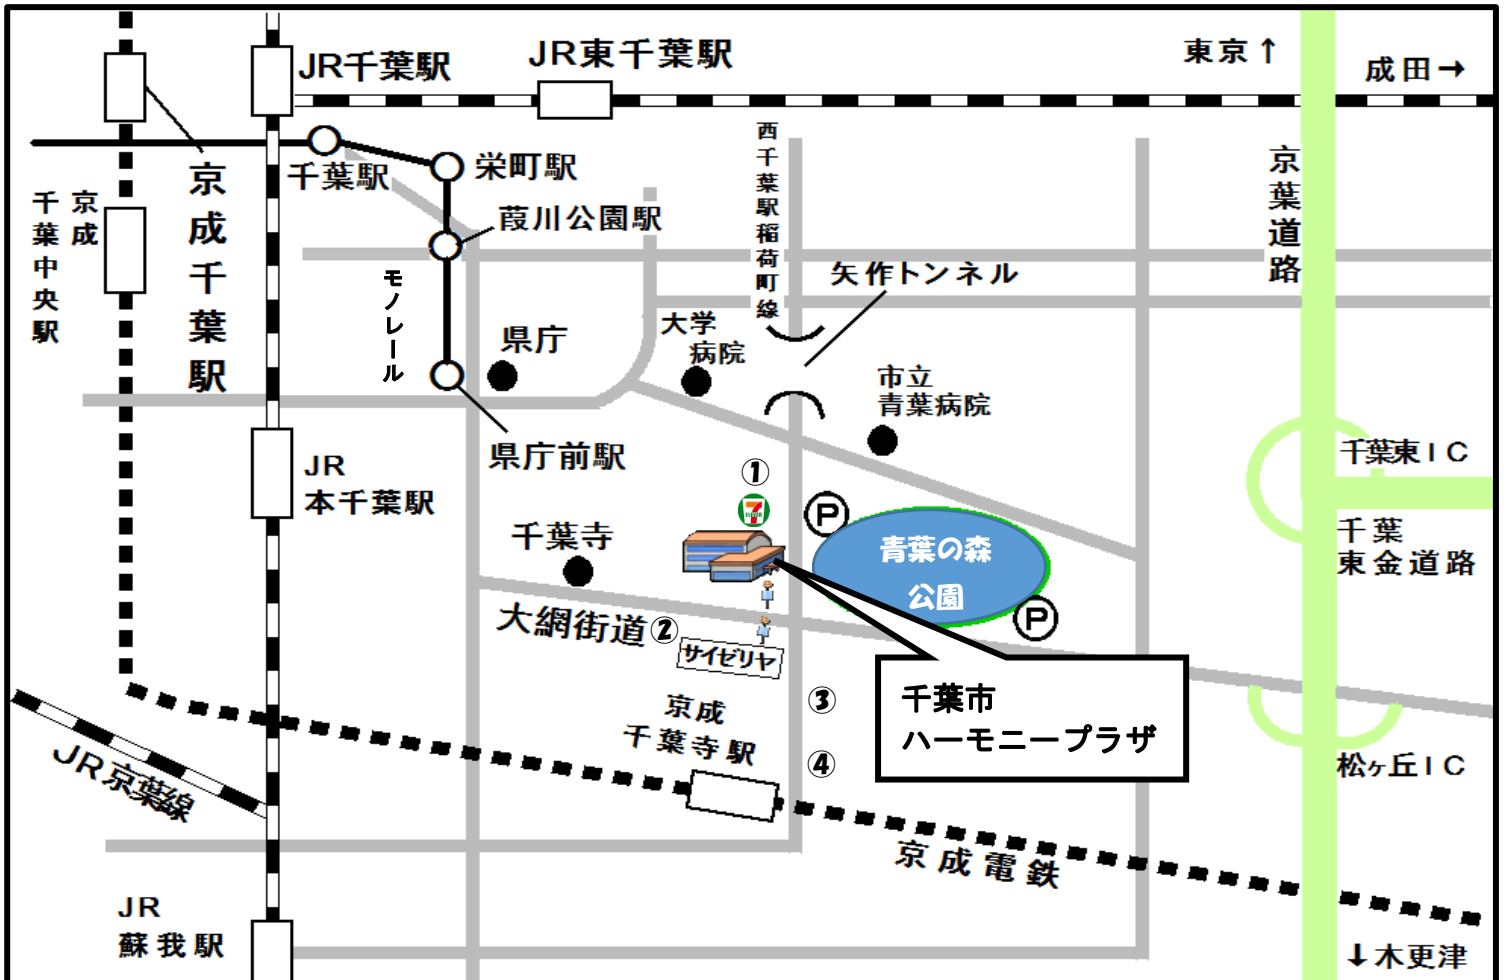 JR千葉駅
JR東千葉駅
東京↑
成田→
京成千葉駅
千葉駅
栄町駅
葭川公園駅
西千葉駅稲荷町線
京葉道路
京成
千葉中央駅
モノレール
矢作トンネル
県庁
大学
病院
市立
青葉病院
県庁前駅
JR
本千葉駅
千葉東IC
千葉
東金道路
①
7
P
青葉の森
公園
P
千葉寺
大網街道
②
サイゼリヤ
千葉市
ハーモニープラザ
京成
千葉寺駅
③
④
松ヶ丘IC
JR京葉線
京成電鉄
JR
蘇我駅
↓木更津